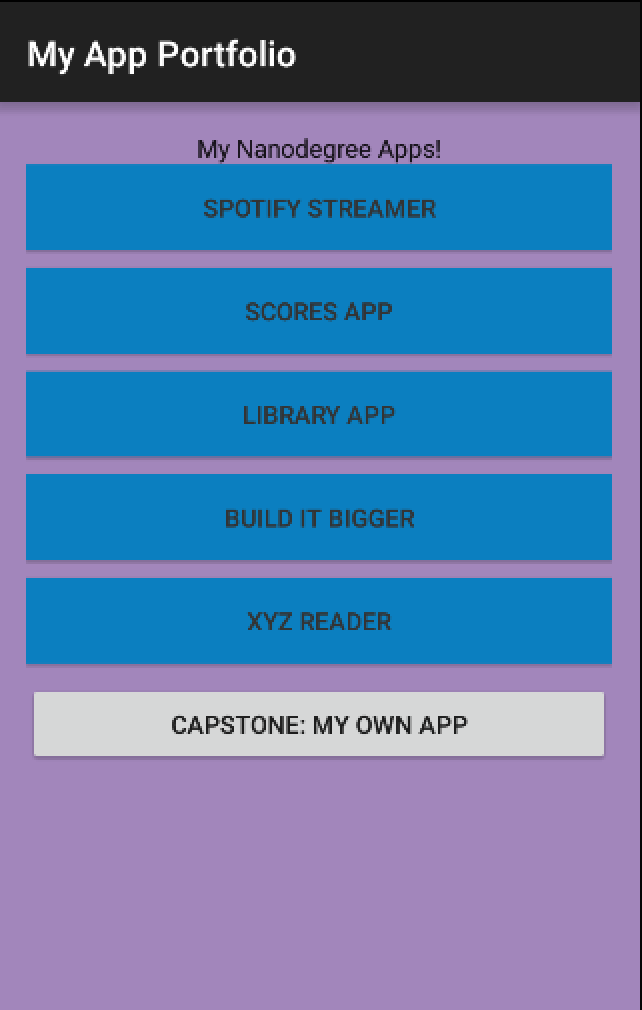 My App Portfolio
My Nanodegree Apps!
SPOTIFY STREAMER
SCORES APP
LIBRARY APP
BUILD IT BIGGER
XYZ READER
CAPSTONE: MY OWN APP